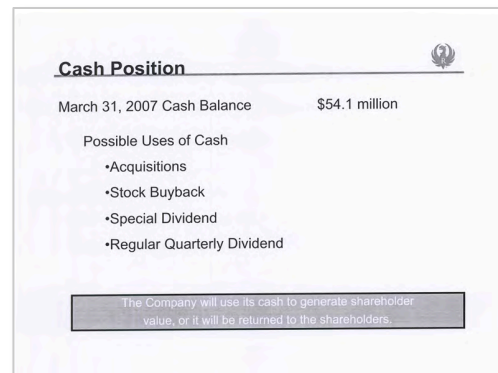 Cash Position
March 31, 2007 Cash Balance $54.1 million
Possible Uses of Cash
•Acquisitions
•Stock Buyback
•Special Dividend
•Regular Quarterly Dividend
The Company will use its cash to generate shareholder
value, or it will be returned to the shareholders.